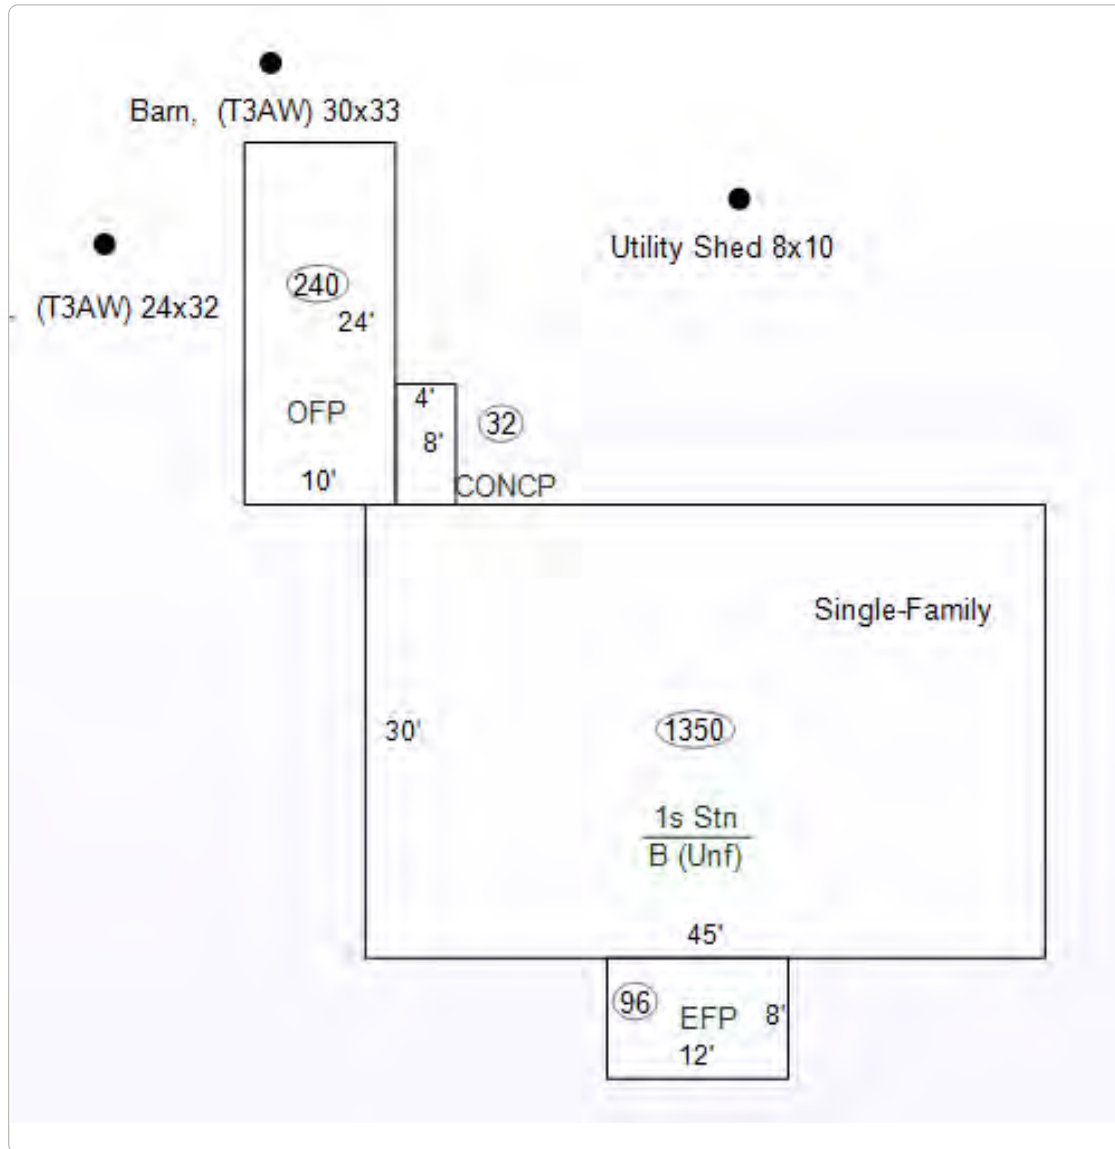 Barn, (T3AW) 30x33
Utility Shed 8x10
240
(T3AW) 24x32
24'
4'
OFP
32
8'
10'
CONCP
Single-Family
30'
1350
1s Stn
B (Unf)
45'
96
EFP
8'
12'